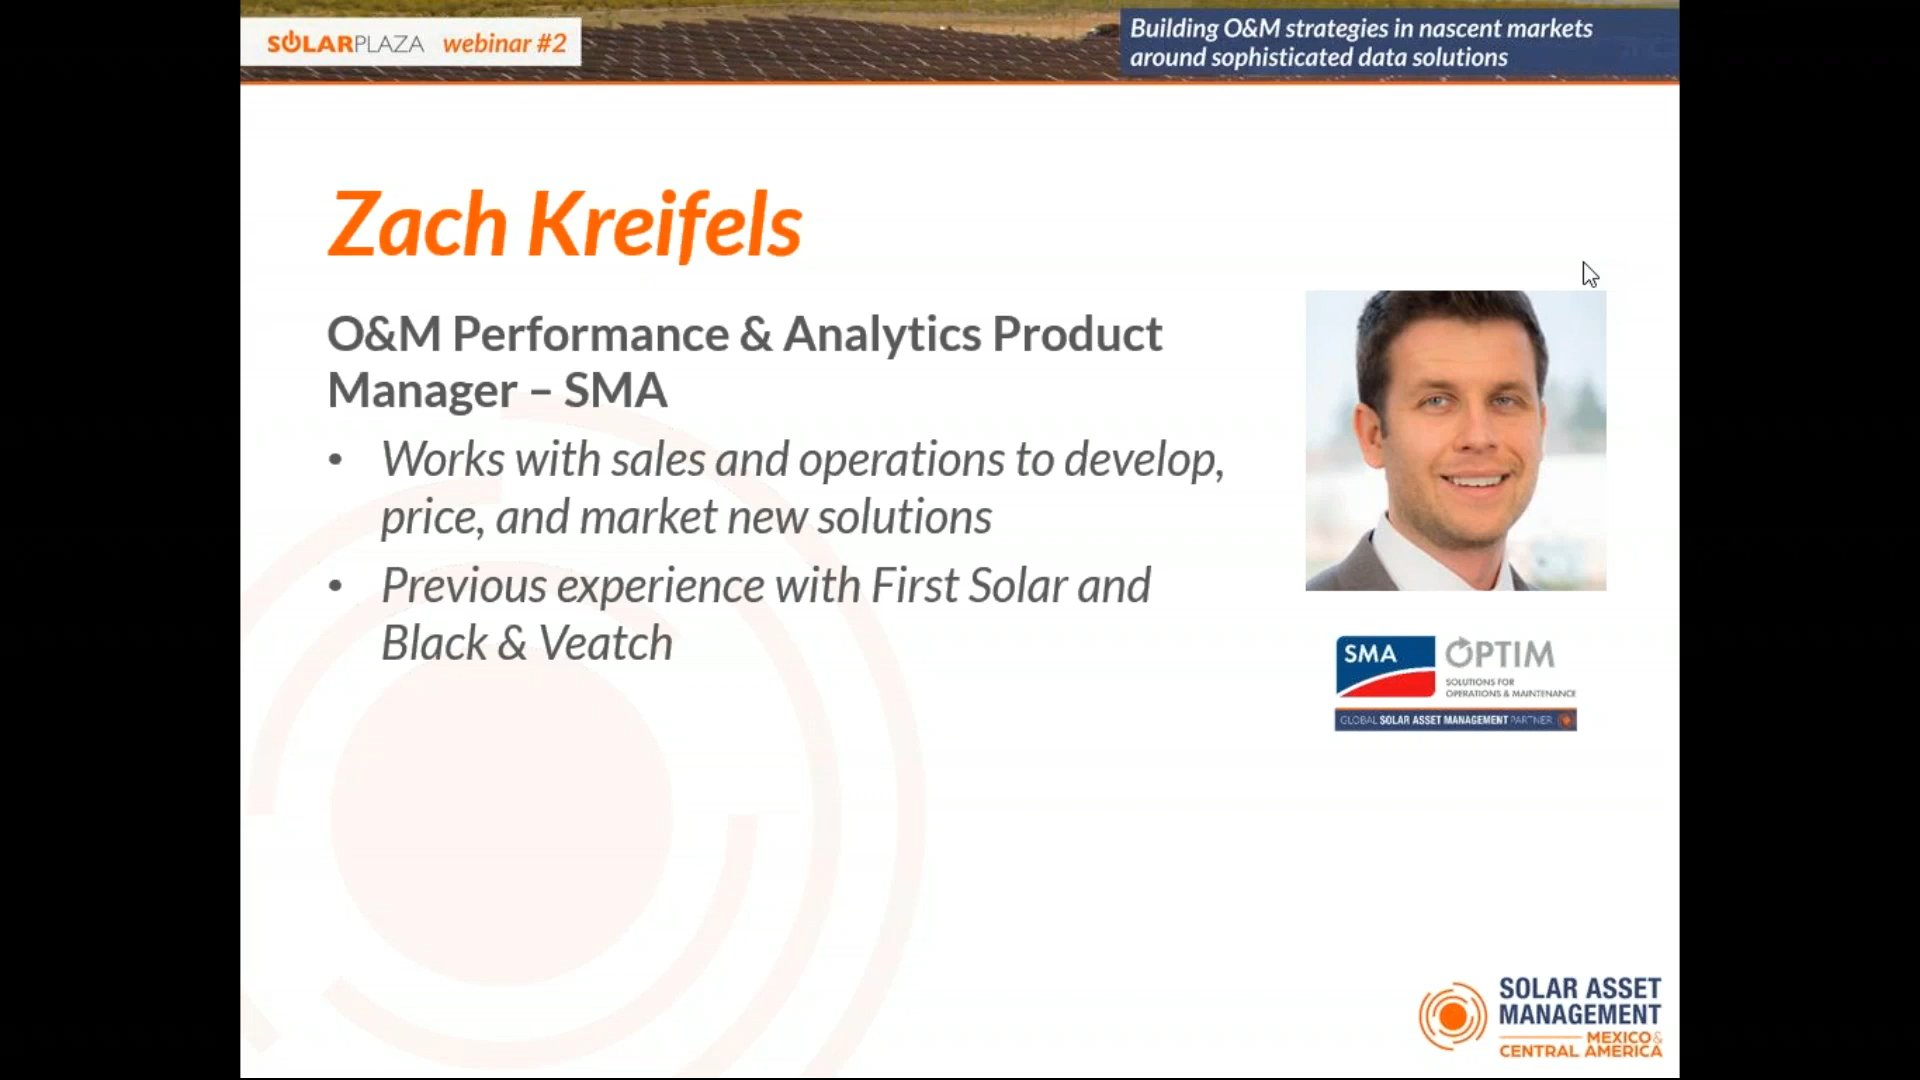 SOLARPLAZA webinar #2
Building O&M strategies in nascent markets
around sophisticated data solutions
Zach Kreifels
O&M Performance & Analytics Product
Manager – SMA
• Works with sales and operations to develop,
price, and market new solutions
• Previous experience with First Solar and
Black & Veatch
SMA
OPTIM
SOLUTIONS FOR
OPERATIONS & MAINTENANCE
GLOBAL SOLAR ASSET MANAGEMENT PARTNER
SOLAR ASSET
MANAGEMENT
MEXICO &
CENTRAL AMERICA